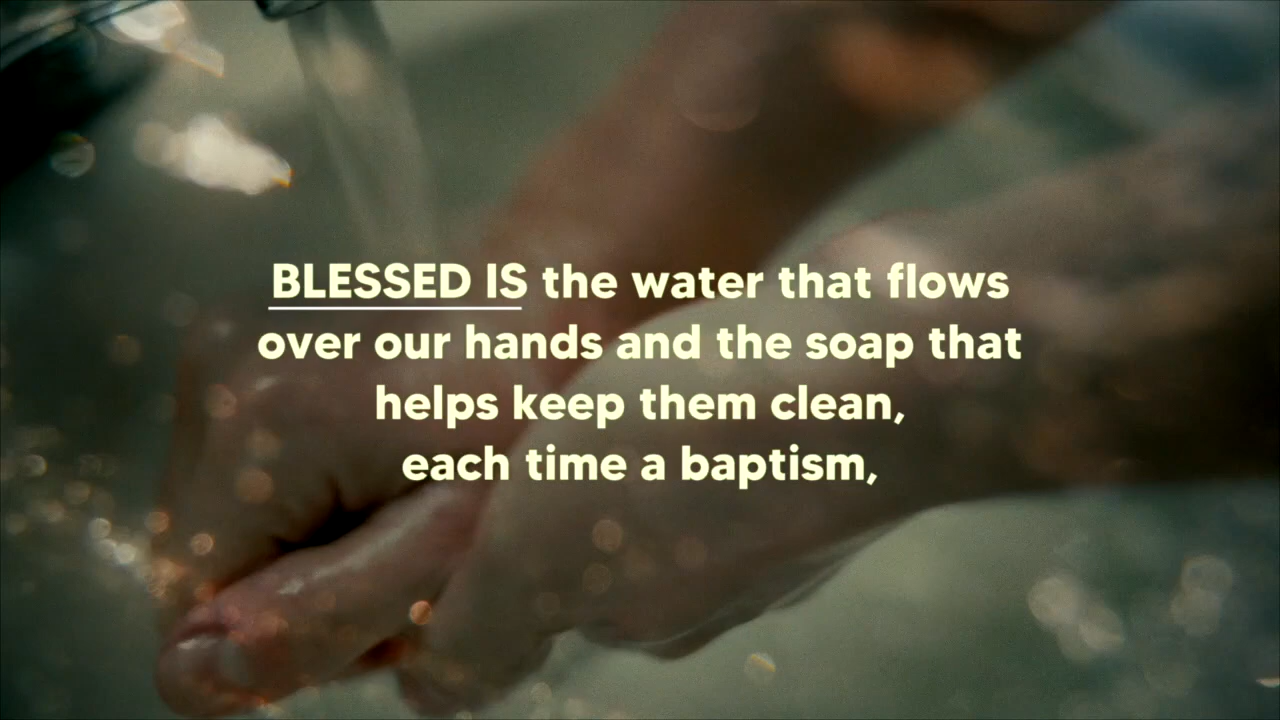 BLESSED IS the water that flows
over our hands and the soap that
helps keep them clean,
each time a baptism,